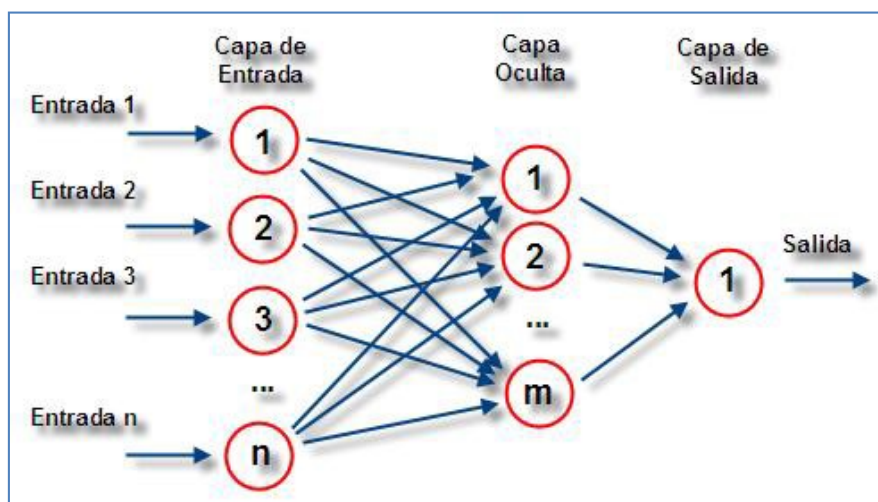 Capa de
Entrada
Capa
Oculta
Capa de
Salida
Entrada 1
Entrada 2
Entrada 3
Entrada n
1
2
3
...
n
1
2
...
m
1
Salida